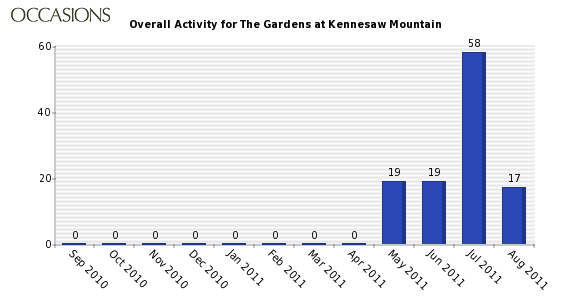 OCCASIONS
Overall Activity for The Gardens at Kennesaw Mountain
60
40
20
0
0 0 0 0 0 0 0 0 19 19 58 17
Sep 2010 Oct 2010 Nov 2010 Dec 2010 Jan 2011 Feb 2011 Mar 2011 Apr 2011 May 2011 Jun 2011 Jul 2011 Aug 2011